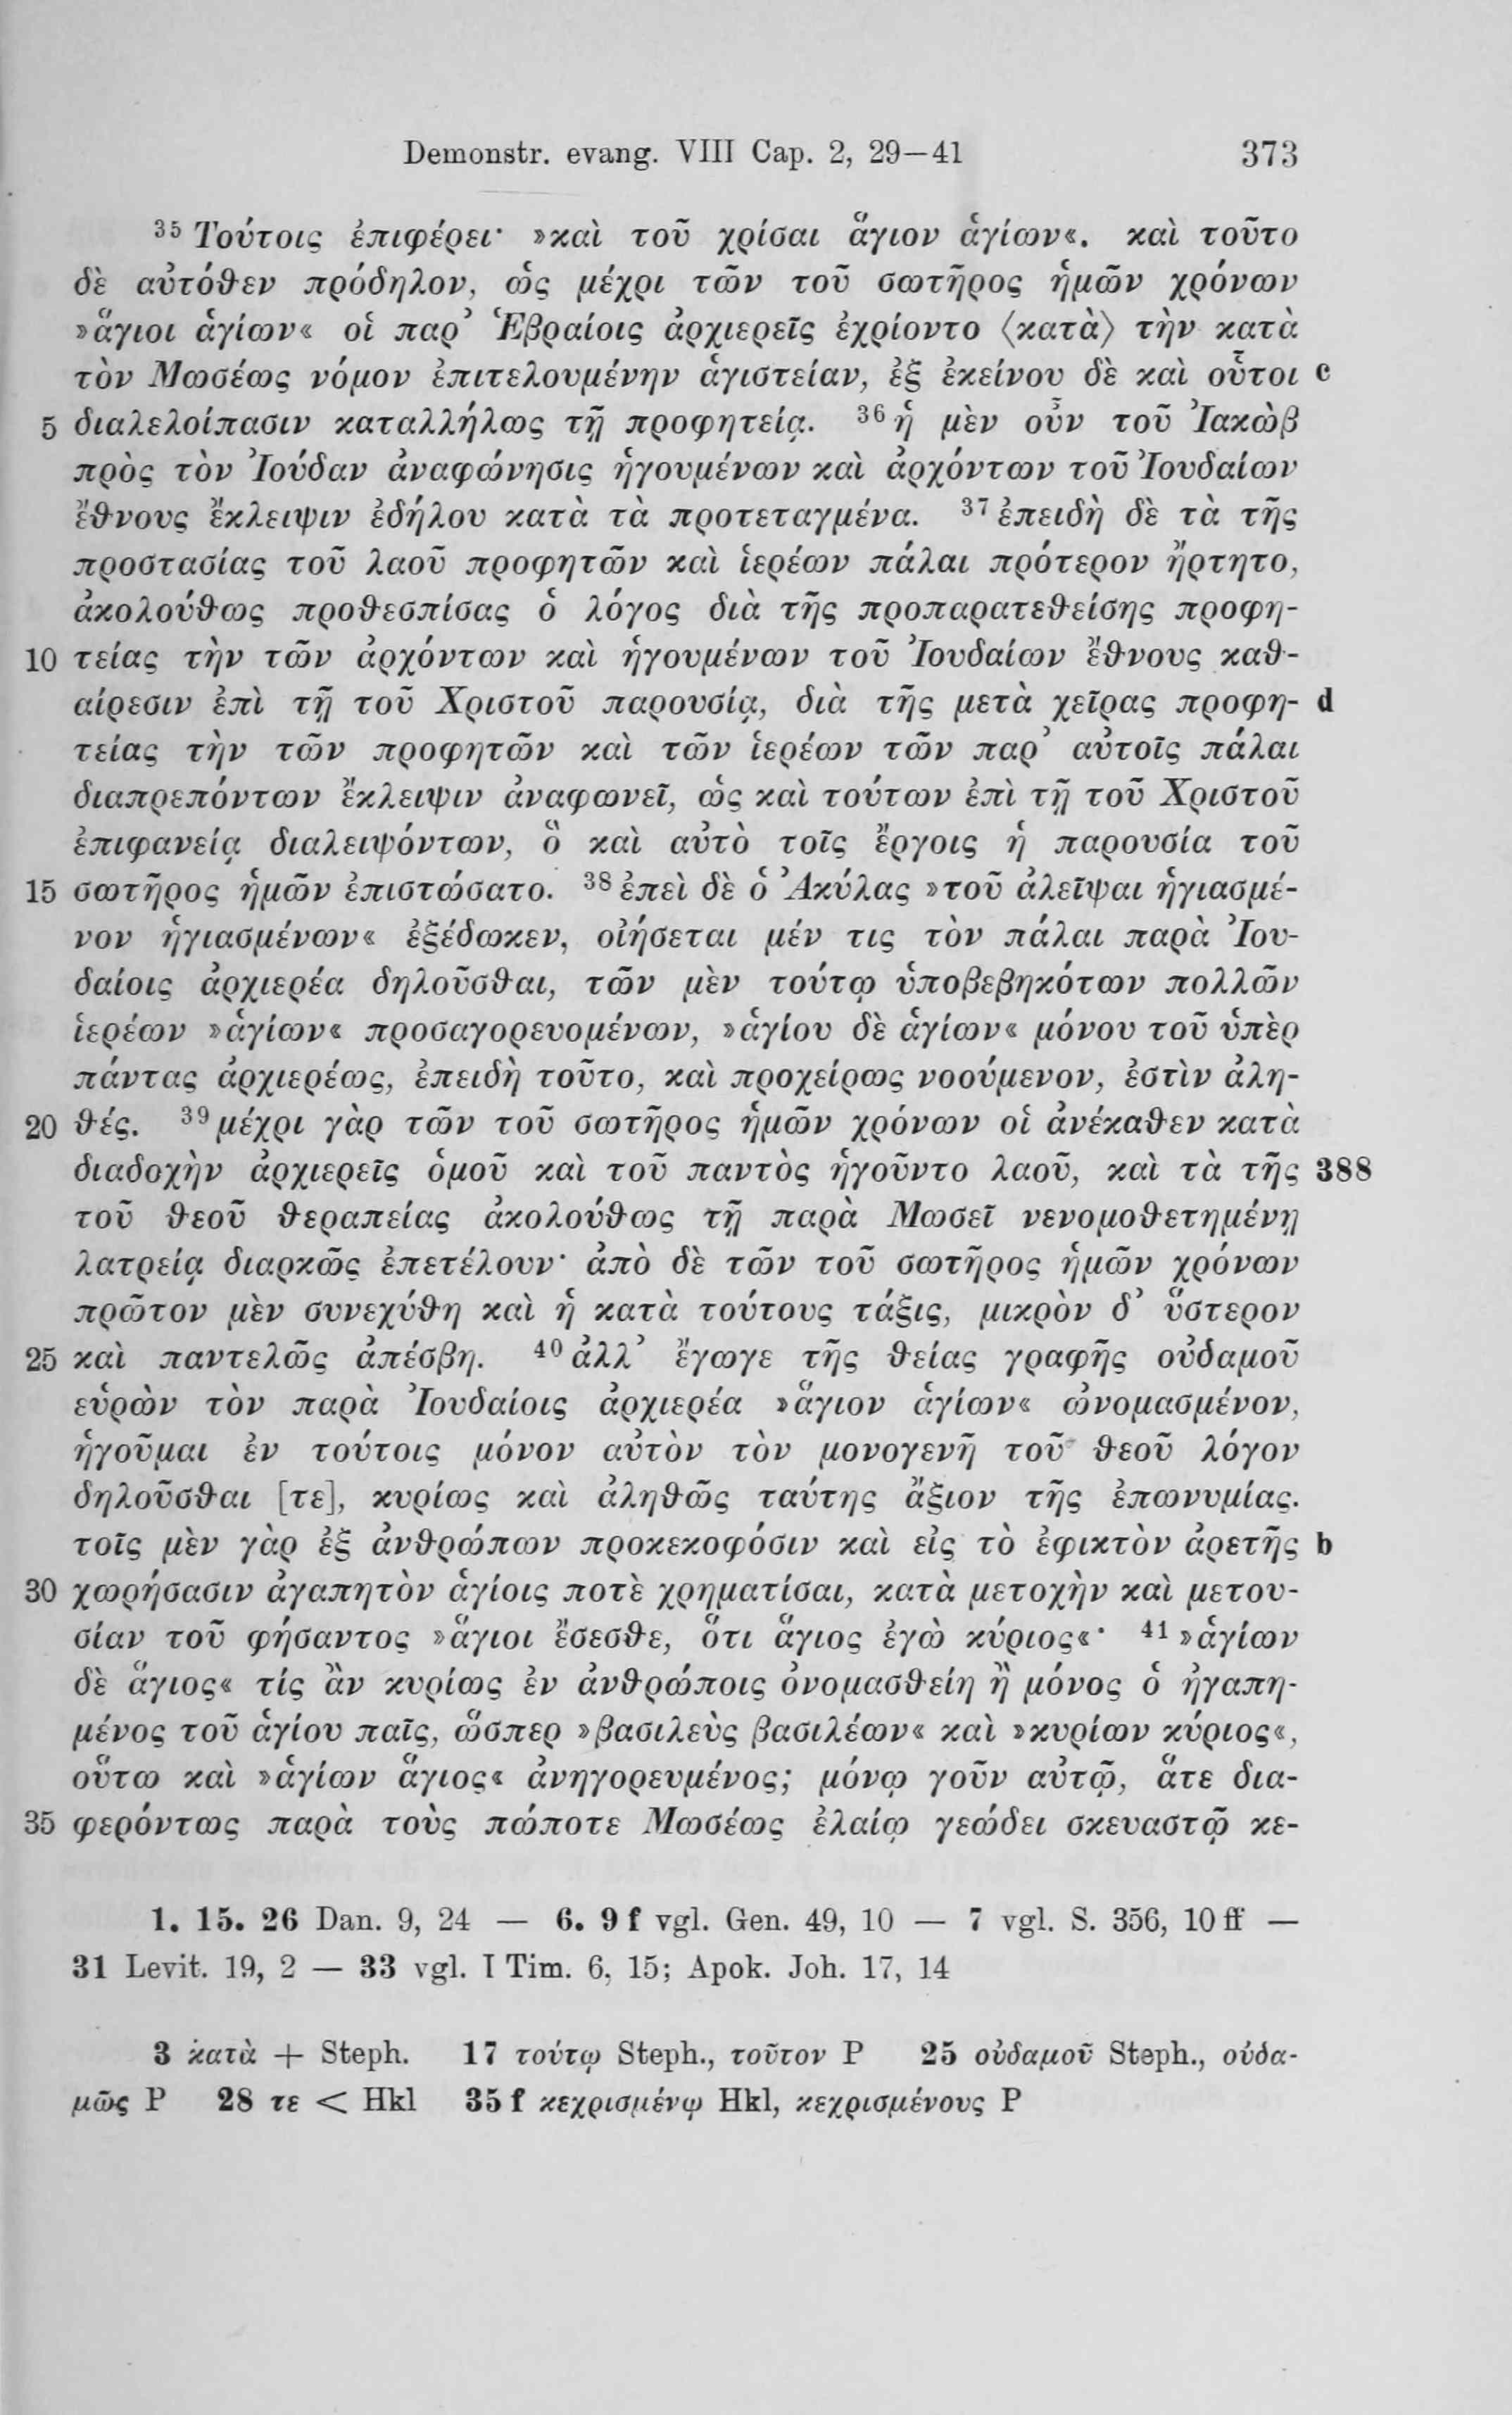 Demonstr. evang. VIII Cap. 2, 29—41 373
³⁵ Τούτοις ἐπιφέρει· »καὶ τοῦ χρίσαι ἅγιον ἁγίων«. καὶ τοῦτο
δὲ αὐτόθεν πρόδηλον, ὡς μέχρι τῶν τοῦ σωτῆρος ἡμῶν χρόνων
»ἅγιοι ἁγίων« οἱ παρ᾽ Ἑβραίοις ἀρχιερεῖς ἐχρίοντο ⟨κατὰ⟩ τὴν κατὰ
τὸν Μωσέως νόμον ἐπιτελουμένην ἁγιστείαν, ἐξ ἐκείνου δὲ καὶ οὗτοι c
5 διαλελοίπασιν καταλλήλως τῇ προφητείᾳ. ³⁶ ἡ μὲν οὖν τοῦ Ἰακὼβ
πρὸς τὸν Ἰούδαν ἀναφώνησις ἡγουμένων καὶ ἀρχόντων τοῦ Ἰουδαίων
ἔθνους ἔκλειψιν ἐδήλου κατὰ τὰ προτεταγμένα. ³⁷ ἐπειδὴ δὲ τὰ τῆς
προστασίας τοῦ λαοῦ προφητῶν καὶ ἱερέων πάλαι πρότερον ἤρτητο,
ἀκολούθως προθεσπίσας ὁ λόγος διὰ τῆς προπαρατεθείσης προφη-
10 τείας τὴν τῶν ἀρχόντων καὶ ἡγουμένων τοῦ Ἰουδαίων ἔθνους καθ-
αίρεσιν ἐπὶ τῇ τοῦ Χριστοῦ παρουσίᾳ, διὰ τῆς μετὰ χεῖρας προφη- d
τείας τὴν τῶν προφητῶν καὶ τῶν ἱερέων τῶν παρ᾽ αὐτοῖς πάλαι
διαπρεπόντων ἔκλειψιν ἀναφωνεῖ, ὡς καὶ τούτων ἐπὶ τῇ τοῦ Χριστοῦ
ἐπιφανείᾳ διαλειψόντων, ὃ καὶ αὐτὸ τοῖς ἔργοις ἡ παρουσία τοῦ
15 σωτῆρος ἡμῶν ἐπιστώσατο. ³⁸ ἐπεὶ δὲ ὁ Ἀκύλας »τοῦ ἀλεῖψαι ἡγιασμέ-
νον ἡγιασμένων« ἐξέδωκεν, οἰήσεται μέν τις τὸν πάλαι παρὰ Ἰου-
δαίοις ἀρχιερέα δηλοῦσθαι, τῶν μὲν τούτῳ ὑποβεβηκότων πολλῶν
ἱερέων »ἁγίων« προσαγορευομένων, »ἁγίου δὲ ἁγίων« μόνου τοῦ ὑπὲρ
πάντας ἀρχιερέως, ἐπειδὴ τοῦτο, καὶ προχείρως νοούμενον, ἐστὶν ἀλη-
20 θές. ³⁹ μέχρι γὰρ τῶν τοῦ σωτῆρος ἡμῶν χρόνων οἱ ἀνέκαθεν κατὰ
διαδοχὴν ἀρχιερεῖς ὁμοῦ καὶ τοῦ παντὸς ἡγοῦντο λαοῦ, καὶ τὰ τῆς 388
τοῦ θεοῦ θεραπείας ἀκολούθως τῇ παρὰ Μωσεῖ νενομοθετημένῃ
λατρείᾳ διαρκῶς ἐπετέλουν· ἀπὸ δὲ τῶν τοῦ σωτῆρος ἡμῶν χρόνων
πρῶτον μὲν συνεχύθη καὶ ἡ κατὰ τούτους τάξις, μικρὸν δ᾽ ὕστερον
25 καὶ παντελῶς ἀπέσβη. ⁴⁰ ἀλλ᾽ ἔγωγε τῆς θείας γραφῆς οὐδαμοῦ
εὑρὼν τὸν παρὰ Ἰουδαίοις ἀρχιερέα »ἅγιον ἁγίων« ὠνομασμένον,
ἡγοῦμαι ἐν τούτοις μόνον αὐτὸν τὸν μονογενῆ τοῦ θεοῦ λόγον
δηλοῦσθαι [τε], κυρίως καὶ ἀληθῶς ταύτης ἄξιον τῆς ἐπωνυμίας.
τοῖς μὲν γὰρ ἐξ ἀνθρώπων προκεκοφόσιν καὶ εἰς τὸ ἐφικτὸν ἀρετῆς b
30 χωρήσασιν ἀγαπητὸν ἁγίοις ποτὲ χρηματίσαι, κατὰ μετοχὴν καὶ μετου-
σίαν τοῦ φήσαντος »ἅγιοι ἔσεσθε, ὅτι ἅγιος ἐγὼ κύριος«· ⁴¹ »ἁγίων
δὲ ἅγιος« τίς ἂν κυρίως ἐν ἀνθρώποις ὀνομασθείη ἢ μόνος ὁ ἠγαπη-
μένος τοῦ ἁγίου παῖς, ὥσπερ »βασιλεὺς βασιλέων« καὶ »κυρίων κύριος«,
οὕτω καὶ »ἁγίων ἅγιος« ἀνηγορευμένος; μόνῳ γοῦν αὐτῷ, ἅτε δια-
35 φερόντως παρὰ τοὺς πώποτε Μωσέως ἐλαίῳ γεώδει σκευαστῷ κε-
1. 15. 26 Dan. 9, 24 — 6. 9 f vgl. Gen. 49, 10 — 7 vgl. S. 356, 10 ff —
31 Levit. 19, 2 — 33 vgl. I Tim. 6, 15; Apok. Joh. 17, 14
3 κατὰ + Steph. 17 τούτῳ Steph., τοῦτον P 25 οὐδαμοῦ Steph., οὐδα-
μῶς P 28 τε < Hkl 35 f κεχρισμένῳ Hkl, κεχρισμένους P